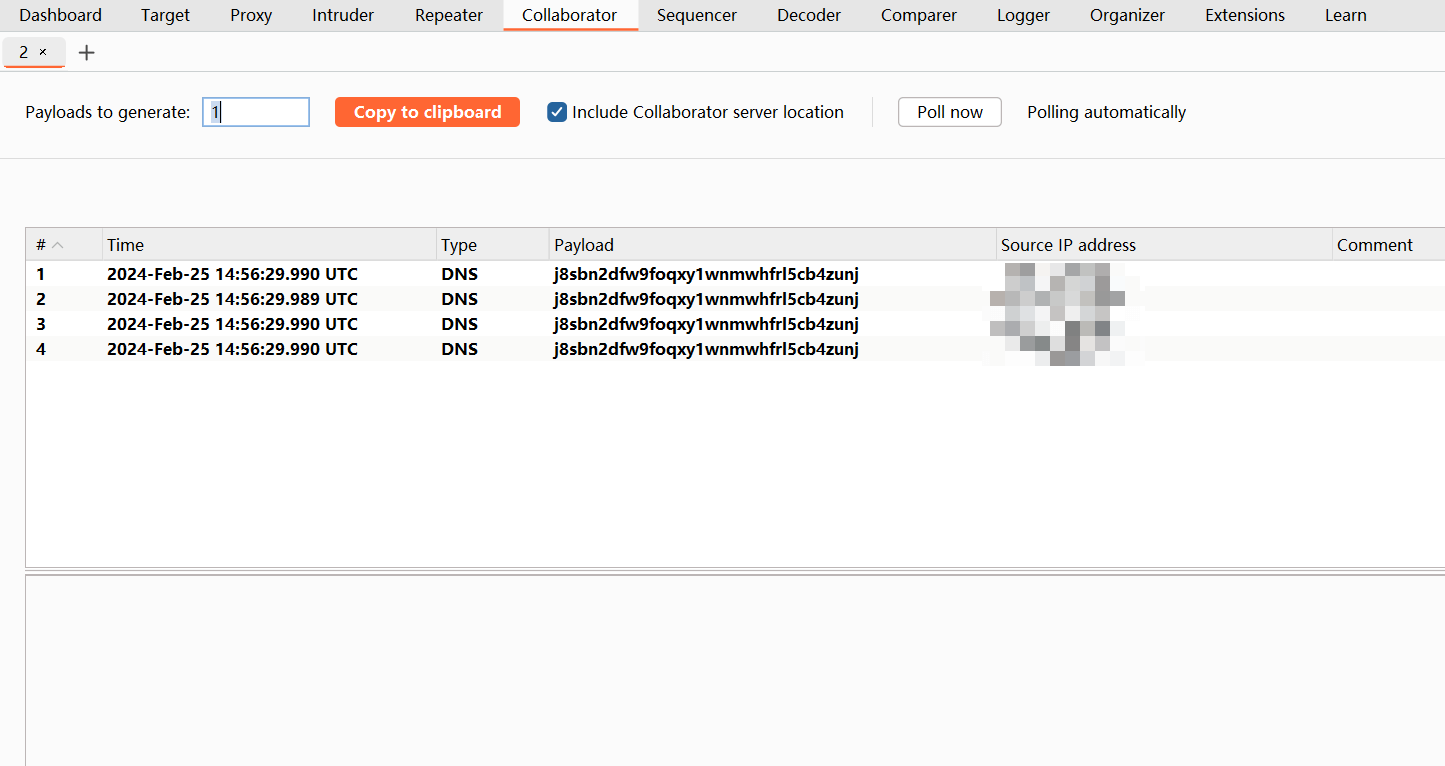 Dashboard Target Proxy Intruder Repeater Collaborator Sequencer Decoder Comparer Logger Organizer Extensions Learn
2 × +
Payloads to generate: 1 Copy to clipboard Include Collaborator server location Poll now Polling automatically
# Time Type Payload Source IP address Comment
1 2024-Feb-25 14:56:29.990 UTC DNS j8sbn2dfw9foqxy1wnmwhfrl5cb4zunj
2 2024-Feb-25 14:56:29.989 UTC DNS j8sbn2dfw9foqxy1wnmwhfrl5cb4zunj
3 2024-Feb-25 14:56:29.990 UTC DNS j8sbn2dfw9foqxy1wnmwhfrl5cb4zunj
4 2024-Feb-25 14:56:29.990 UTC DNS j8sbn2dfw9foqxy1wnmwhfrl5cb4zunj